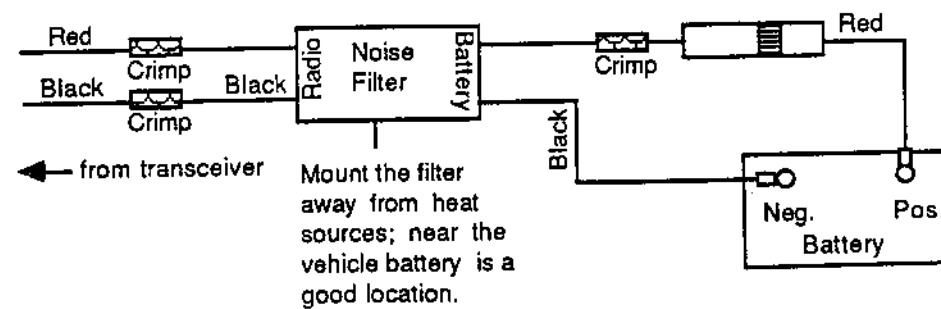 Red
Crimp
Black
Black
Crimp
from transceiver
Radio
Noise
Filter
Battery
Mount the filter
away from heat
sources; near the
vehicle battery is a
good location.
Crimp
Red
Black
Neg.
Pos
Battery